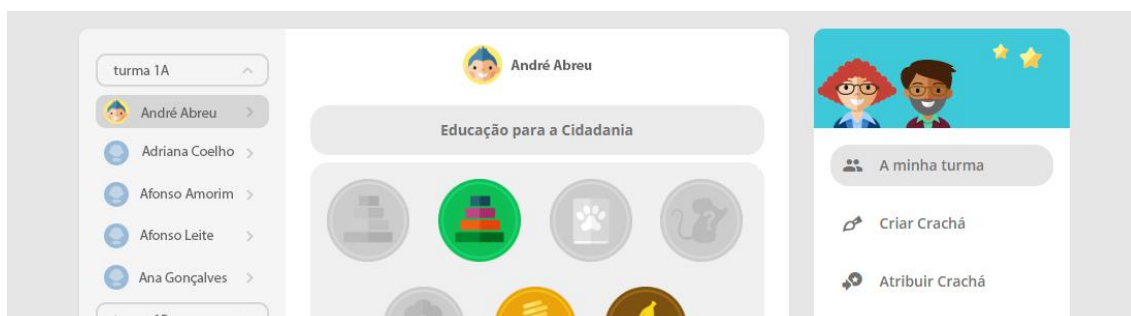 turma 1A
André Abreu
Adriana Coelho
Afonso Amorim
Afonso Leite
Ana Gonçalves
André Abreu
Educação para a Cidadania
A minha turma
Criar Crachá
Atribuir Crachá